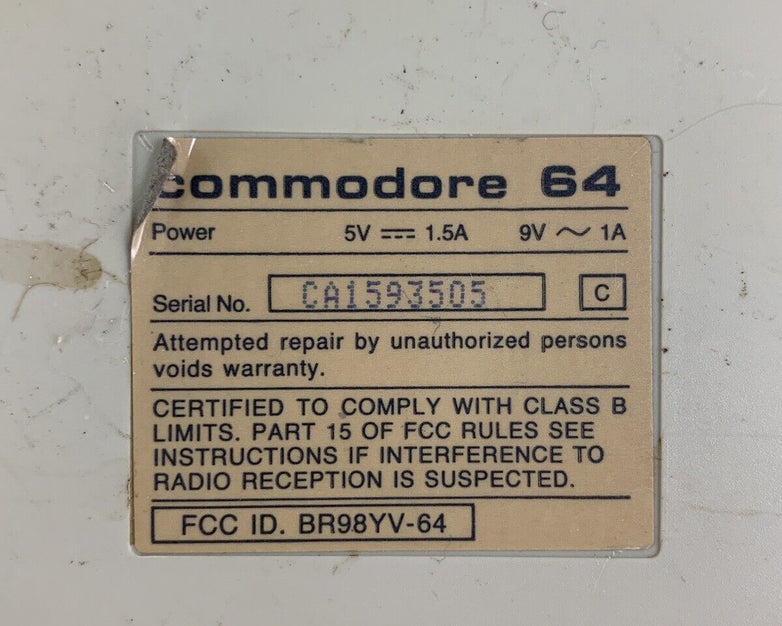 commodore 64
Power 5V ⎓ 1.5A 9V ～ 1A
Serial No. CA1593505 C
Attempted repair by unauthorized persons
voids warranty.
CERTIFIED TO COMPLY WITH CLASS B
LIMITS. PART 15 OF FCC RULES SEE
INSTRUCTIONS IF INTERFERENCE TO
RADIO RECEPTION IS SUSPECTED.
FCC ID. BR98YV-64